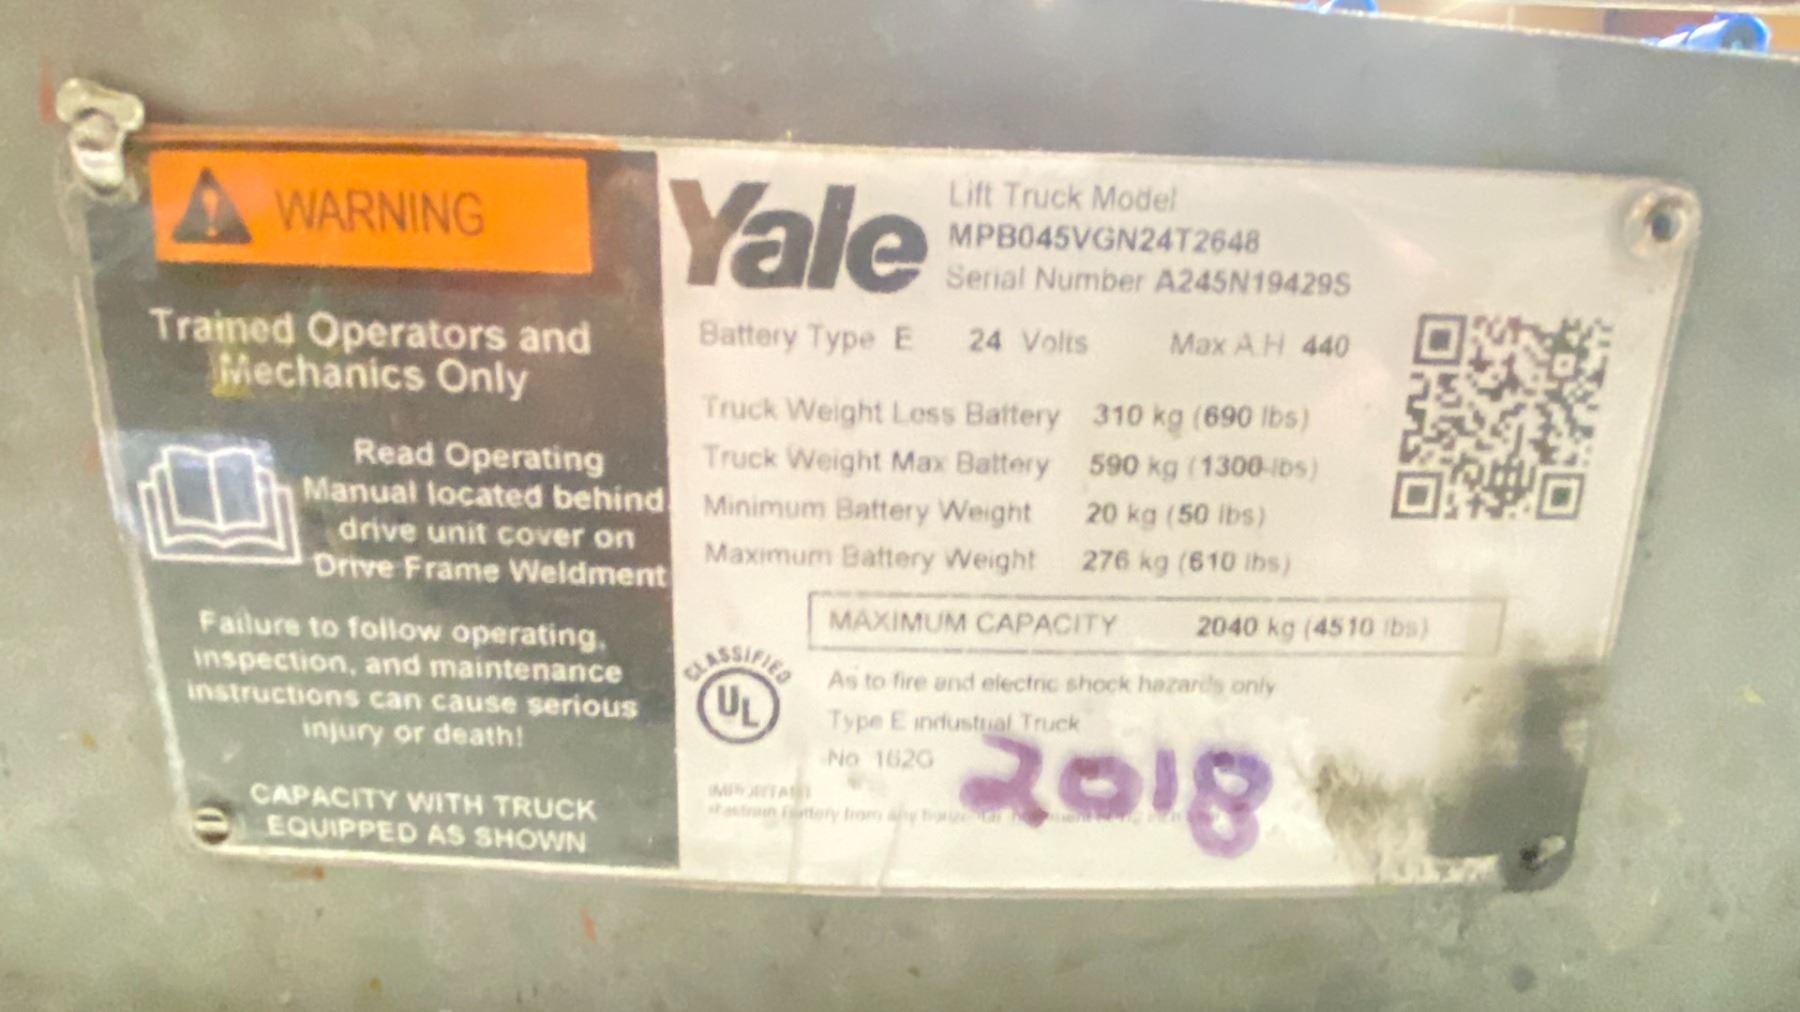 WARNING
Trained Operators and
Mechanics Only
Read Operating
Manual located behind
drive unit cover on
Drive Frame Weldment
Failure to follow operating,
inspection, and maintenance
instructions can cause serious
injury or death!
CAPACITY WITH TRUCK
EQUIPPED AS SHOWN
Yale
Lift Truck Model
MPB045VGN24T2648
Serial Number A245N19429S
Battery Type E 24 Volts Max A.H 440
Truck Weight Less Battery 310 kg (690 lbs)
Truck Weight Max Battery 590 kg (1300 lbs)
Minimum Battery Weight 20 kg (50 lbs)
Maximum Battery Weight 276 kg (610 lbs)
MAXIMUM CAPACITY 2040 kg (4510 lbs)
CLASSIFIED
UL
As to fire and electric shock hazards only
Type E industrial Truck
No 162G
2018
IMPORTANT
battery from any